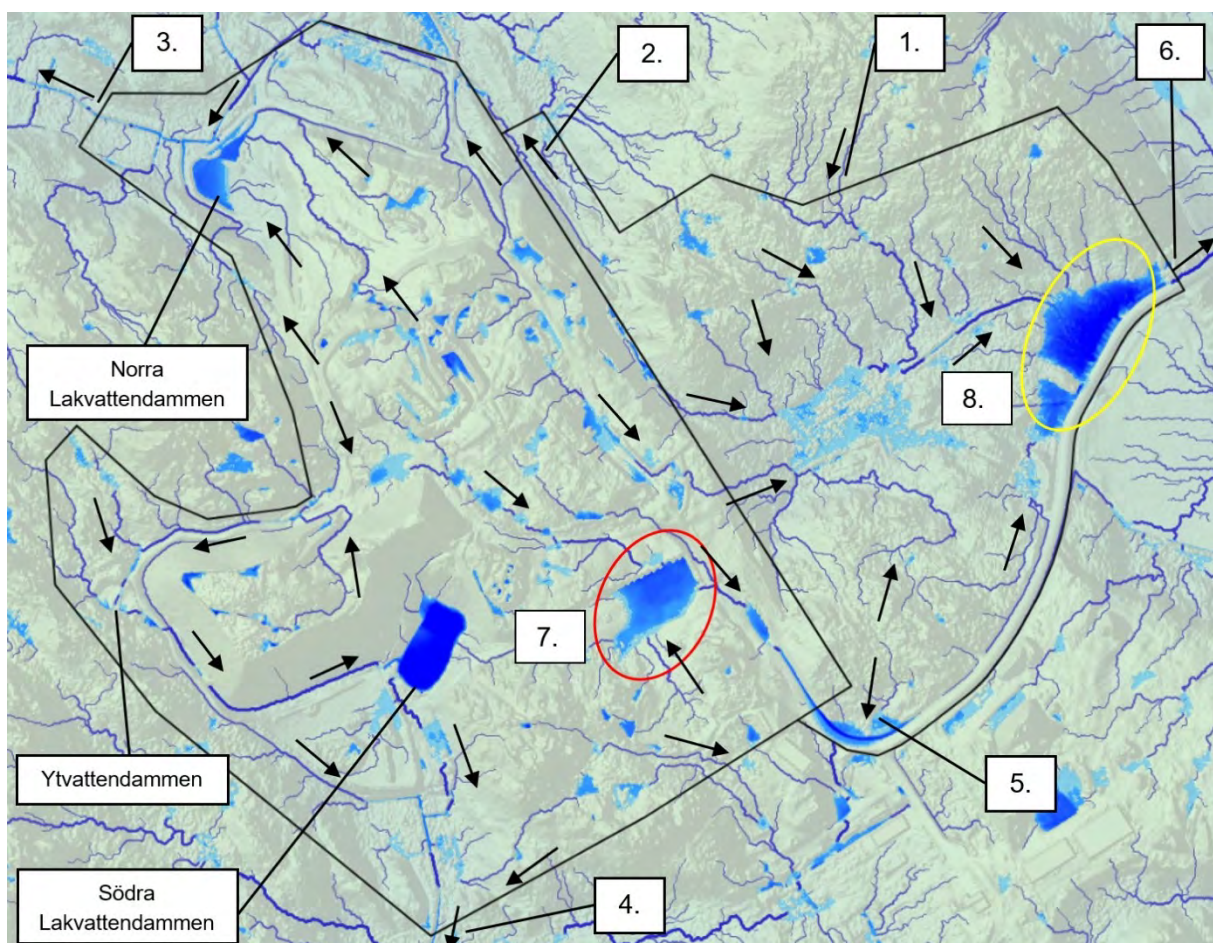 3.
2.
1.
6.
Norra
Lakvattendammen
8.
7.
Ytvattendammen
5.
Södra
Lakvattendammen
4.